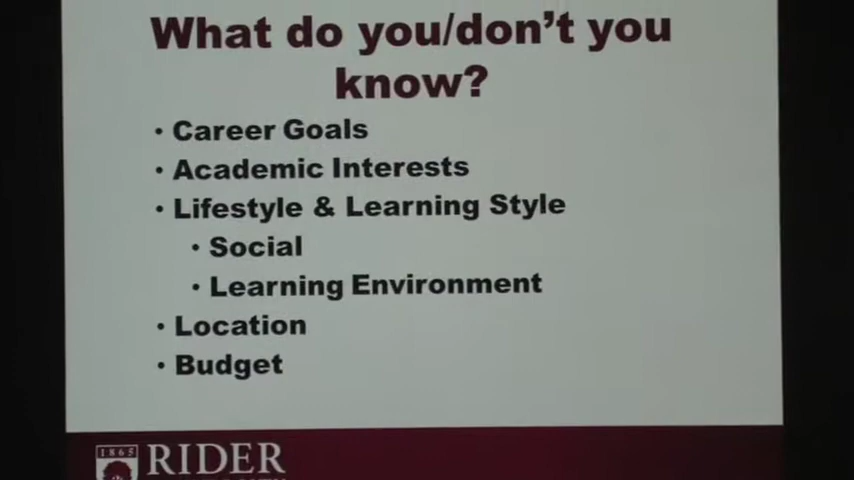 What do you/don't you
know?
• Career Goals
• Academic Interests
• Lifestyle & Learning Style
• Social
• Learning Environment
• Location
• Budget
1865
RIDER